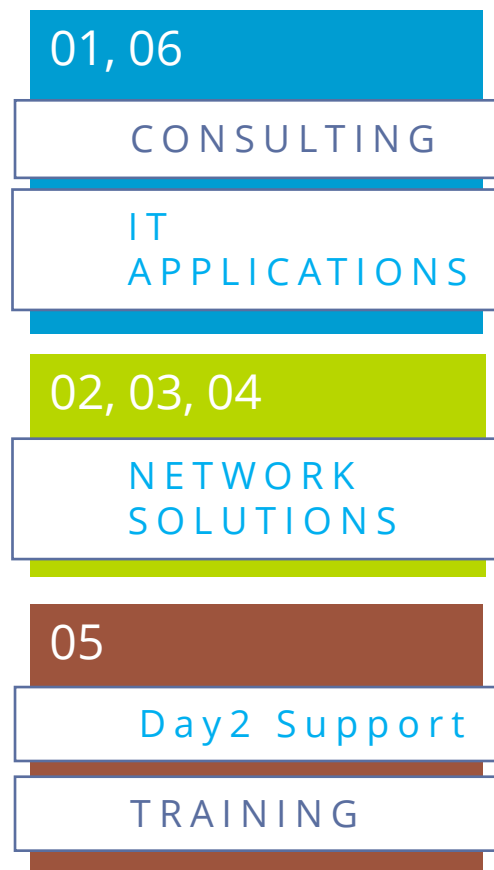 01, 06
CONSULTING
IT
APPLICATIONS
02, 03, 04
NETWORK
SOLUTIONS
05
Day2 Support
TRAINING